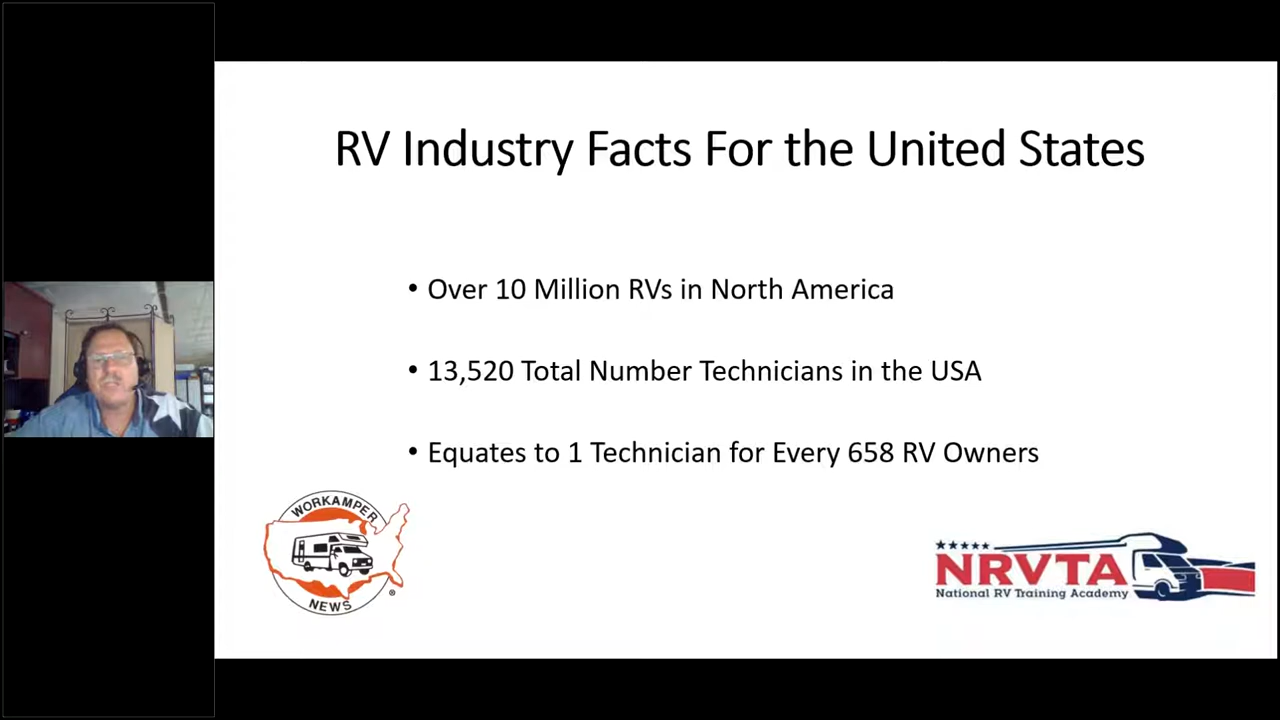 RV Industry Facts For the United States
• Over 10 Million RVs in North America
• 13,520 Total Number Technicians in the USA
• Equates to 1 Technician for Every 658 RV Owners
WORKAMPER
NEWS
®
NRVTA
National RV Training Academy